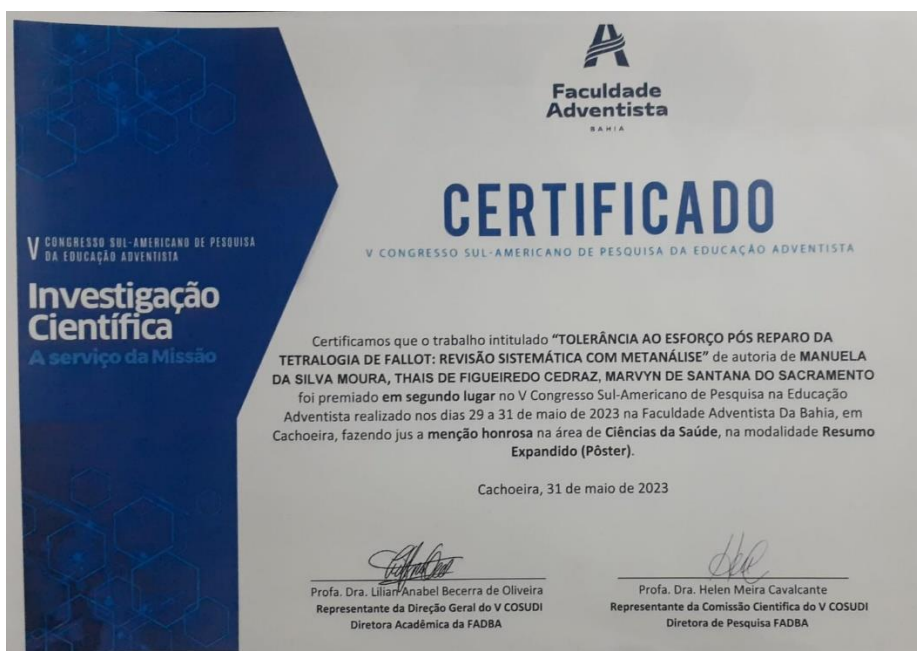 Faculdade
Adventista
BAHIA
CERTIFICADO
V CONGRESSO SUL-AMERICANO DE PESQUISA DA EDUCAÇÃO ADVENTISTA
V CONGRESSO SUL-AMERICANO DE PESQUISA
DA EDUCAÇÃO ADVENTISTA
Investigação
Científica
A serviço da Missão
Certificamos que o trabalho intitulado "TOLERÂNCIA AO ESFORÇO PÓS REPARO DA
TETRALOGIA DE FALLOT: REVISÃO SISTEMÁTICA COM METANÁLISE" de autoria de MANUELA
DA SILVA MOURA, THAIS DE FIGUEIREDO CEDRAZ, MARVYN DE SANTANA DO SACRAMENTO
foi premiado em segundo lugar no V Congresso Sul-Americano de Pesquisa na Educação
Adventista realizado nos dias 29 a 31 de maio de 2023 na Faculdade Adventista Da Bahia, em
Cachoeira, fazendo jus a menção honrosa na área de Ciências da Saúde, na modalidade Resumo
Expandido (Pôster).
Cachoeira, 31 de maio de 2023
Profa. Dra. Lilian Anabel Becerra de Oliveira
Representante da Direção Geral do V COSUDI
Diretora Acadêmica da FADBA
Profa. Dra. Helen Meira Cavalcante
Representante da Comissão Científica do V COSUDI
Diretora de Pesquisa FADBA